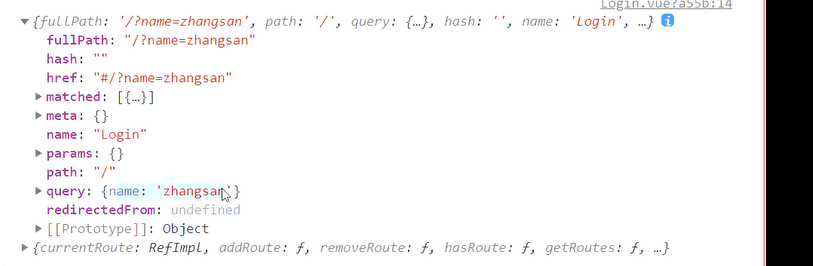 Login.vue?a55b:14
{fullPath: '/?name=zhangsan', path: '/', query: {…}, hash: '', name: 'Login', …}
fullPath: "/?name=zhangsan"
hash: ""
href: "#/?name=zhangsan"
matched: [{…}]
meta: {}
name: "Login"
params: {}
path: "/"
query: {name: 'zhangsan'}
redirectedFrom: undefined
[[Prototype]]: Object
{currentRoute: RefImpl, addRoute: ƒ, removeRoute: ƒ, hasRoute: ƒ, getRoutes: ƒ, …}